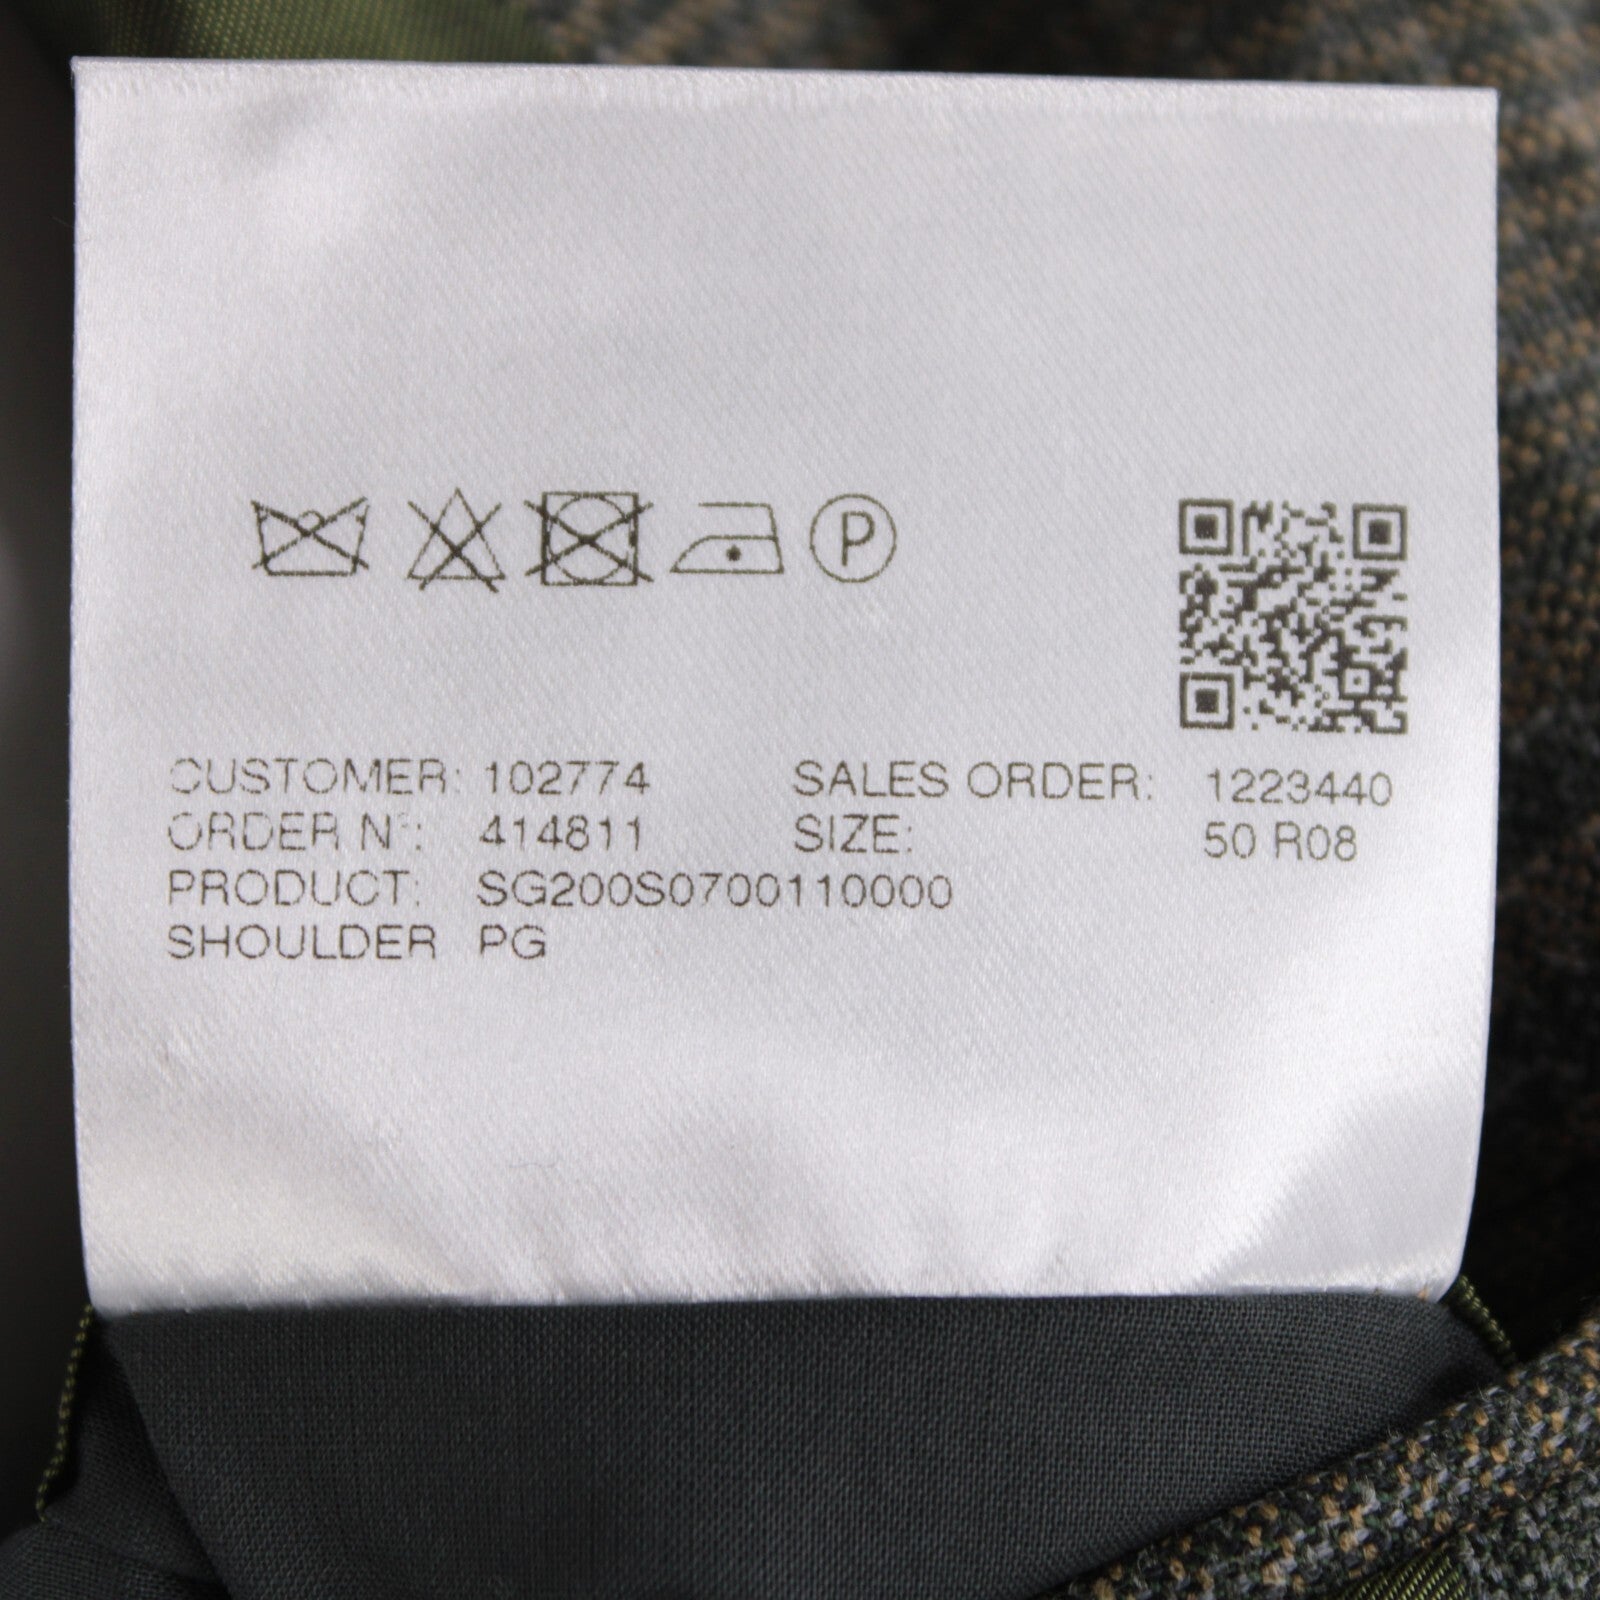 P
CUSTOMER: 102774 SALES ORDER: 1223440
ORDER N°: 414811 SIZE: 50 R08
PRODUCT: SG200S0700110000
SHOULDER PG